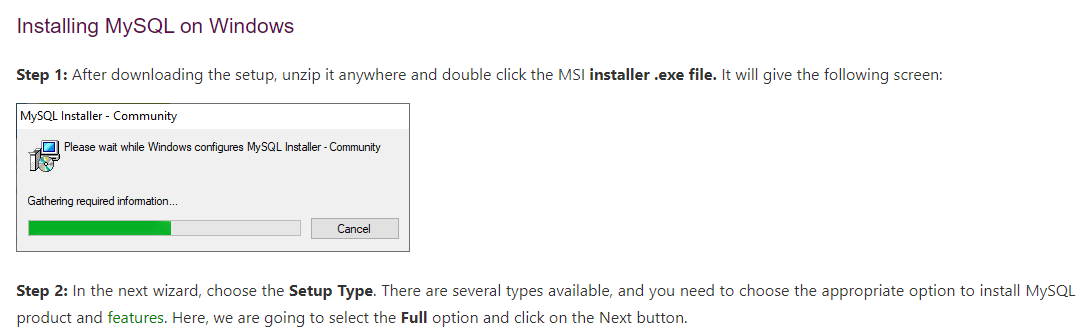 Installing MySQL on Windows
Step 1: After downloading the setup, unzip it anywhere and double click the MSI installer .exe file. It will give the following screen:
MySQL Installer - Community
Please wait while Windows configures MySQL Installer - Community
Gathering required information...
Cancel
Step 2: In the next wizard, choose the Setup Type. There are several types available, and you need to choose the appropriate option to install MySQL
product and features. Here, we are going to select the Full option and click on the Next button.